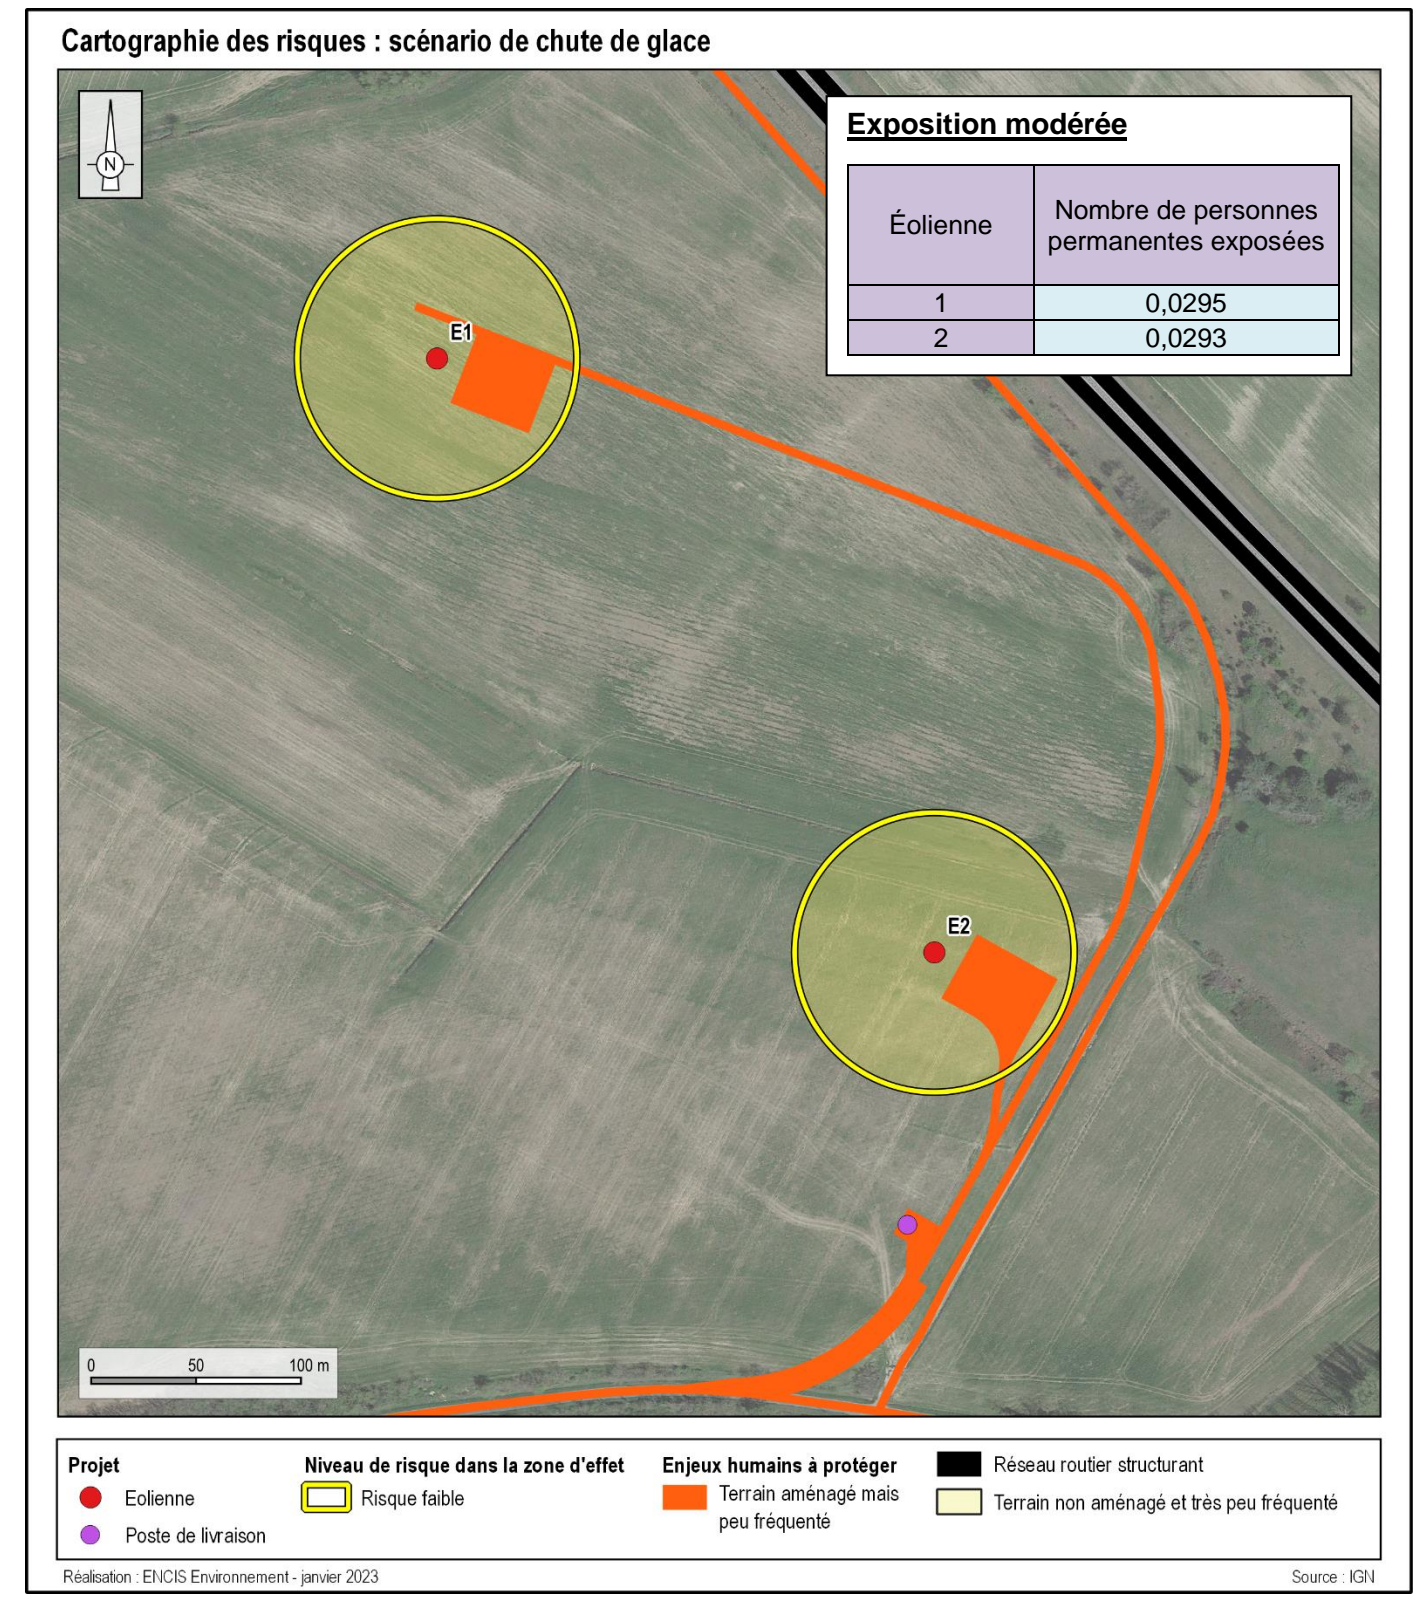 Cartographie des risques : scénario de chute de glace
N
Exposition modérée
Éolienne
Nombre de personnes
permanentes exposées
1 0,0295
2 0,0293
E1
E2
0 50 100 m
Projet
Eolienne
Poste de livraison
Niveau de risque dans la zone d'effet
Risque faible
Enjeux humains à protéger
Terrain aménagé mais
peu fréquenté
Réseau routier structurant
Terrain non aménagé et très peu fréquenté
Réalisation : ENCIS Environnement - janvier 2023
Source : IGN